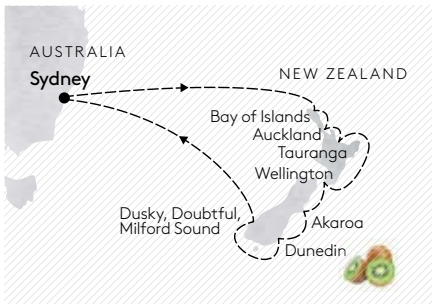 AUSTRALIA
Sydney
NEW ZEALAND
Bay of Islands
Auckland
Tauranga
Wellington
Dusky, Doubtful,
Milford Sound
Akaroa
Dunedin